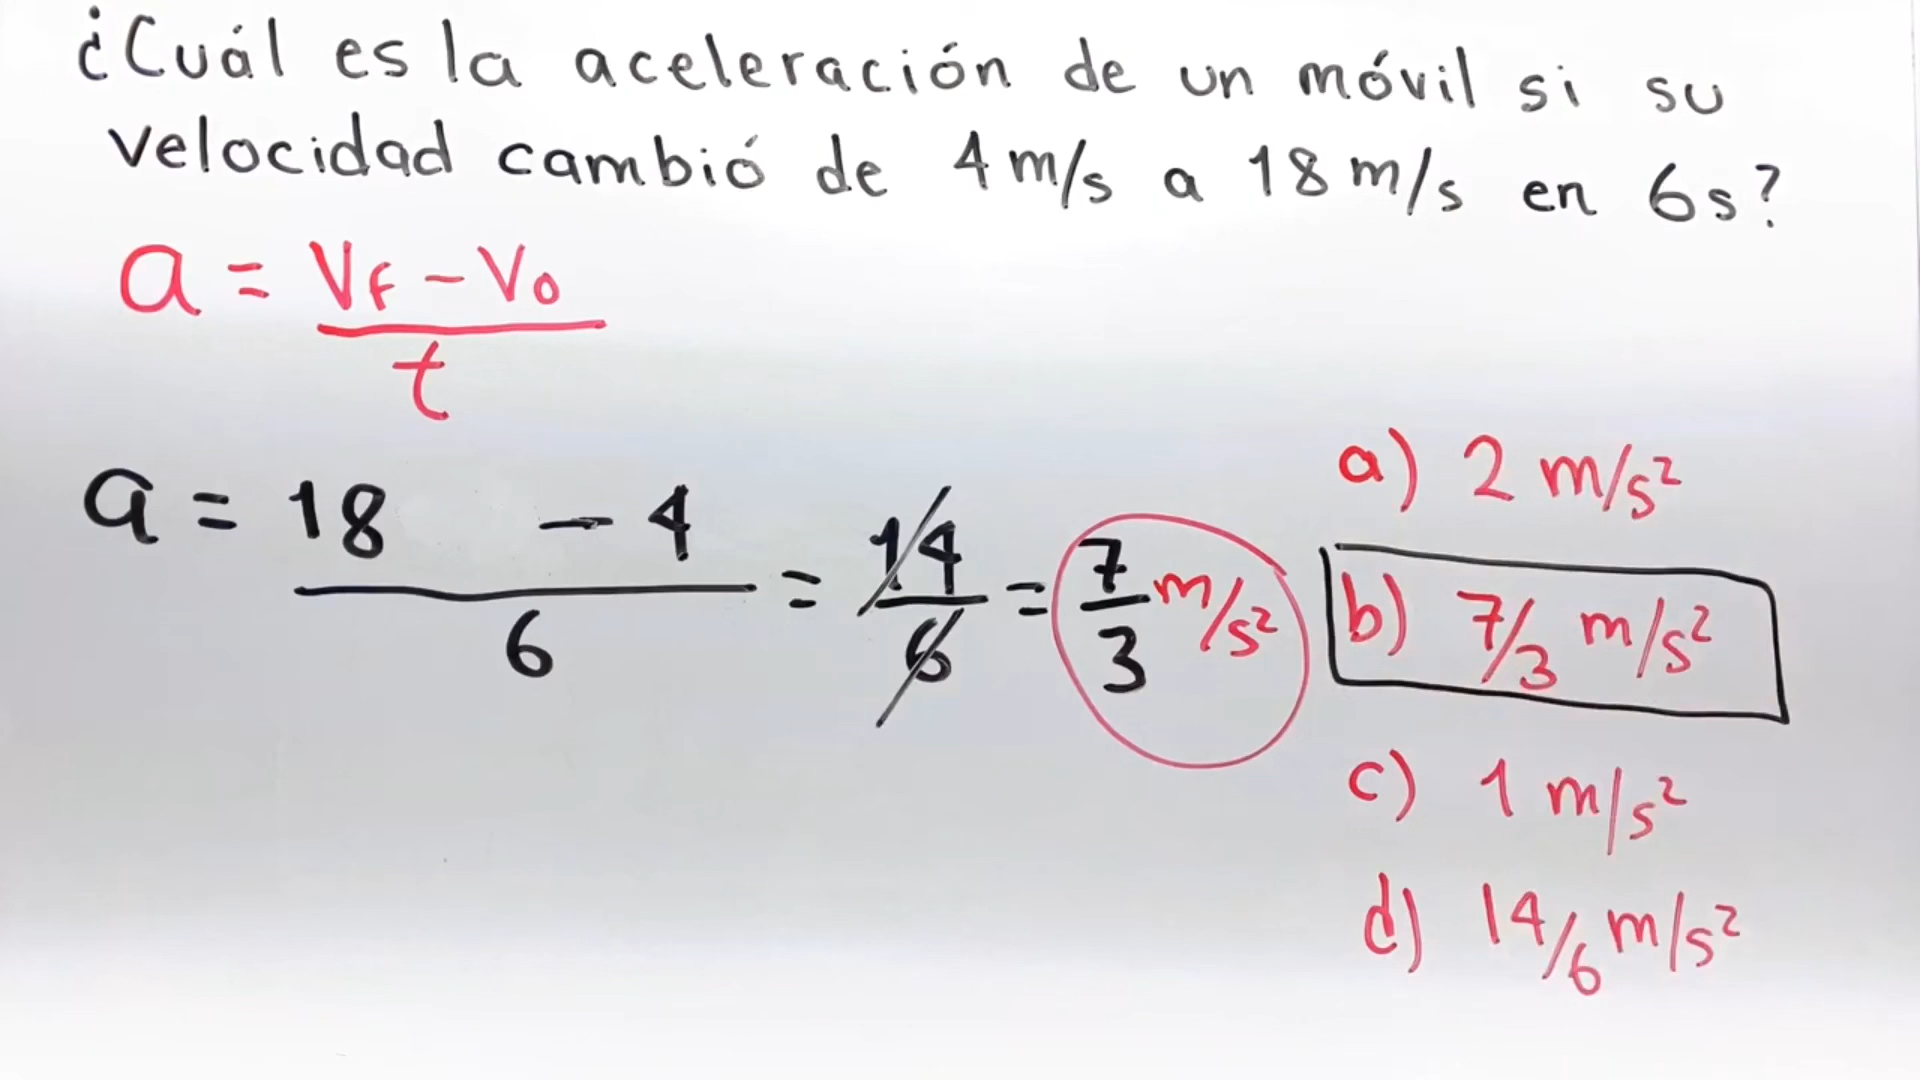 ¿Cuál es la aceleración de un móvil si su
velocidad cambió de 4 m/s a 18 m/s en 6s?
a = Vf - Vo
t
a = 18 - 4 = 14 = 7 m/s²
6 6 3
a) 2 m/s²
b) 7/3 m/s²
c) 1 m/s²
d) 14/6 m/s²